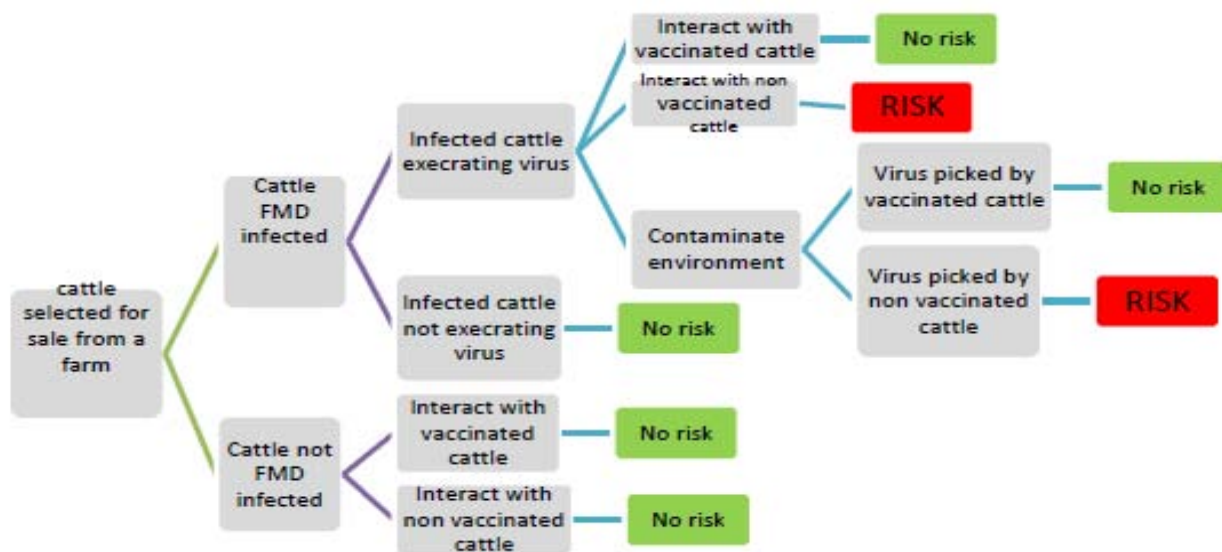 cattle
selected for
sale from a
farm
Cattle
FMD
infected
Cattle not
FMD
infected
Infected cattle
execrating virus
Infected cattle
not execrating
virus
No risk
Interact with
vaccinated
cattle
No risk
Interact with
non vaccinated
cattle
No risk
Interact with
vaccinated cattle
No risk
Interact with non
vaccinated
cattle
RISK
Contaminate
environment
Virus picked by
vaccinated cattle
No risk
Virus picked by
non vaccinated
cattle
RISK